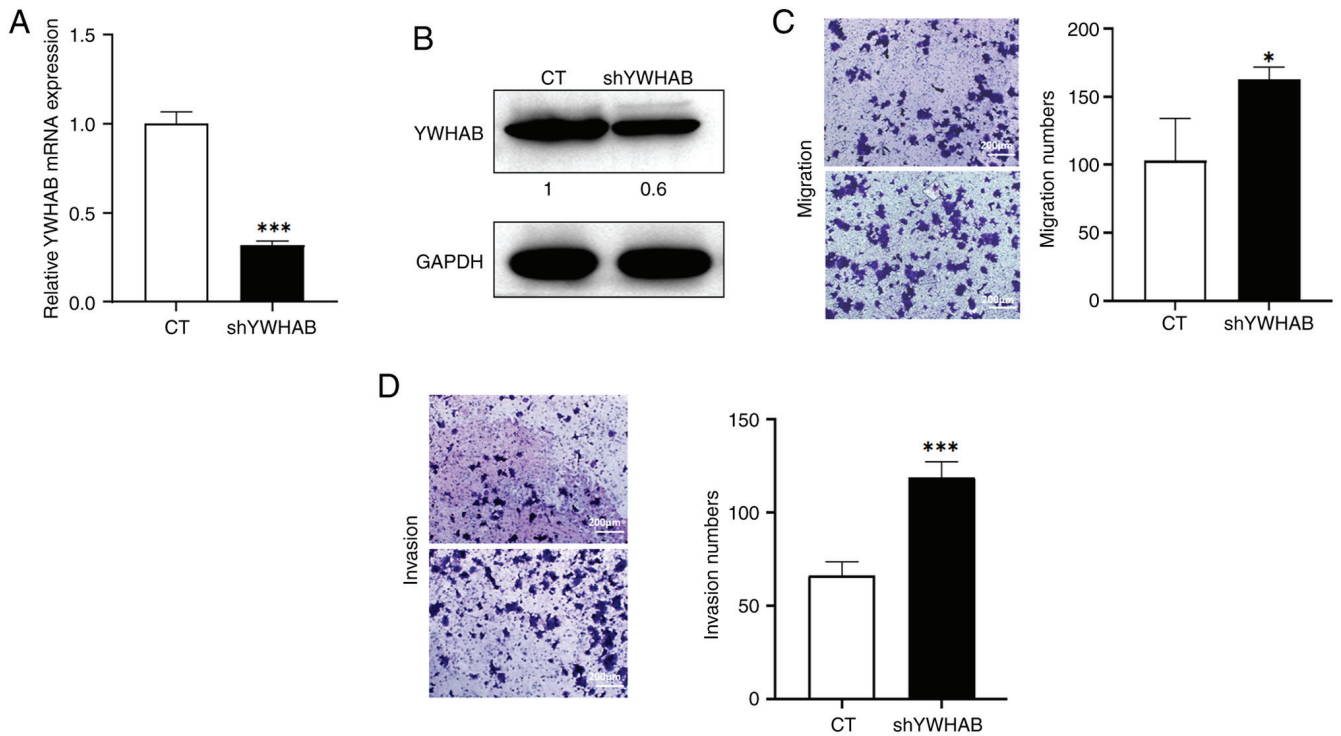 A
Relative YWHAB mRNA expression
1.5
1.0
0.5
0.0
***
CT
shYWHAB
B
CT
shYWHAB
YWHAB
1
0.6
GAPDH
C
Migration
200μm
200μm
Migration numbers
200
150
100
50
0
*
CT
shYWHAB
D
Invasion
200μm
200μm
Invasion numbers
150
100
50
0
***
CT
shYWHAB